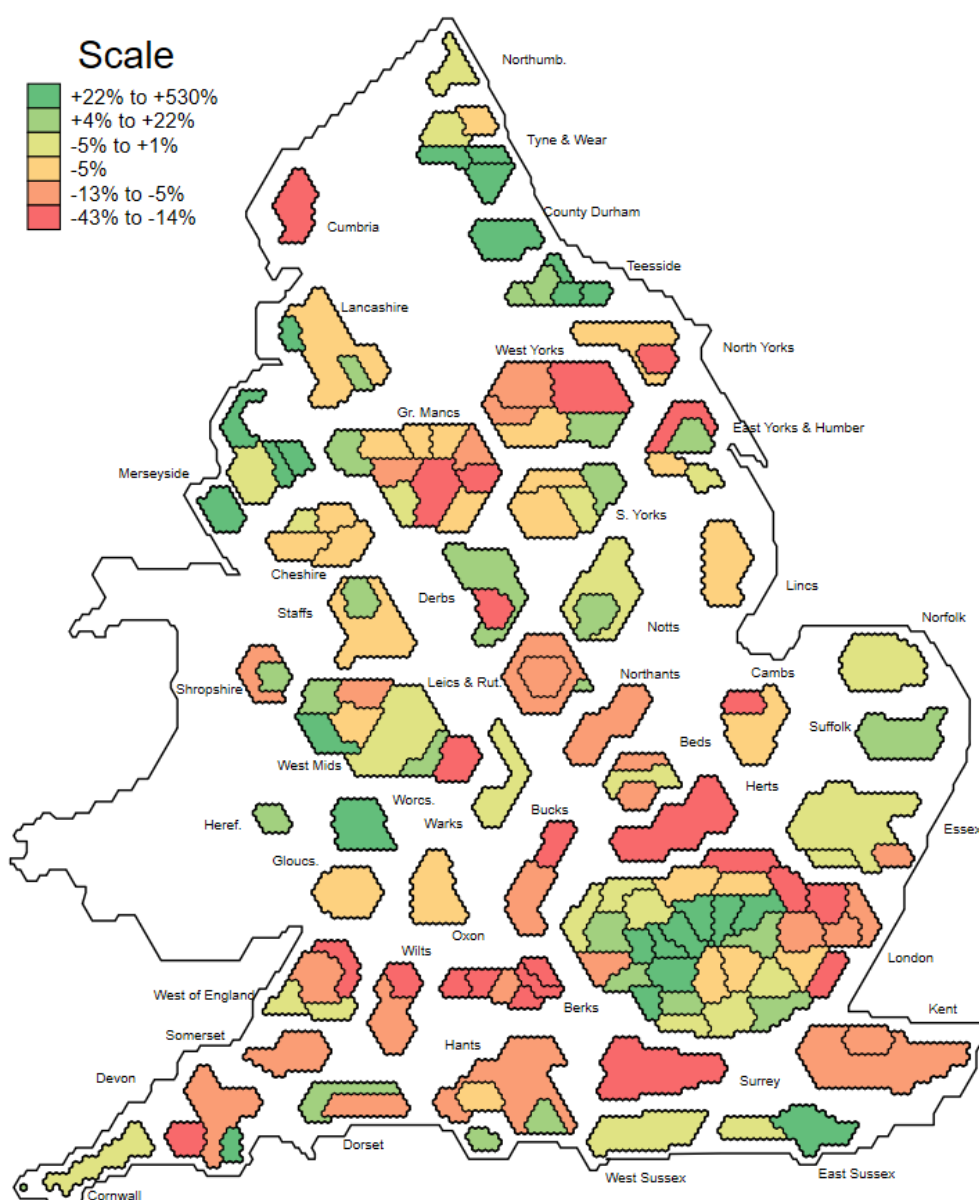 Scale
+22% to +530%
+4% to +22%
-5% to +1%
-5%
-13% to -5%
-43% to -14%
Northumb.
Tyne & Wear
County Durham
Cumbria
Teesside
Lancashire
North Yorks
West Yorks
Gr. Mancs
East Yorks & Humber
Merseyside
S. Yorks
Cheshire
Lincs
Staffs
Derbs
Notts
Norfolk
Shropshire
Leics & Rut.
Northants
Cambs
Suffolk
Beds
West Mids
Herts
Worcs.
Warks
Bucks
Heref.
Essex
Gloucs.
Oxon
Wilts
London
West of England
Berks
Kent
Somerset
Hants
Devon
Surrey
Dorset
West Sussex
East Sussex
Cornwall